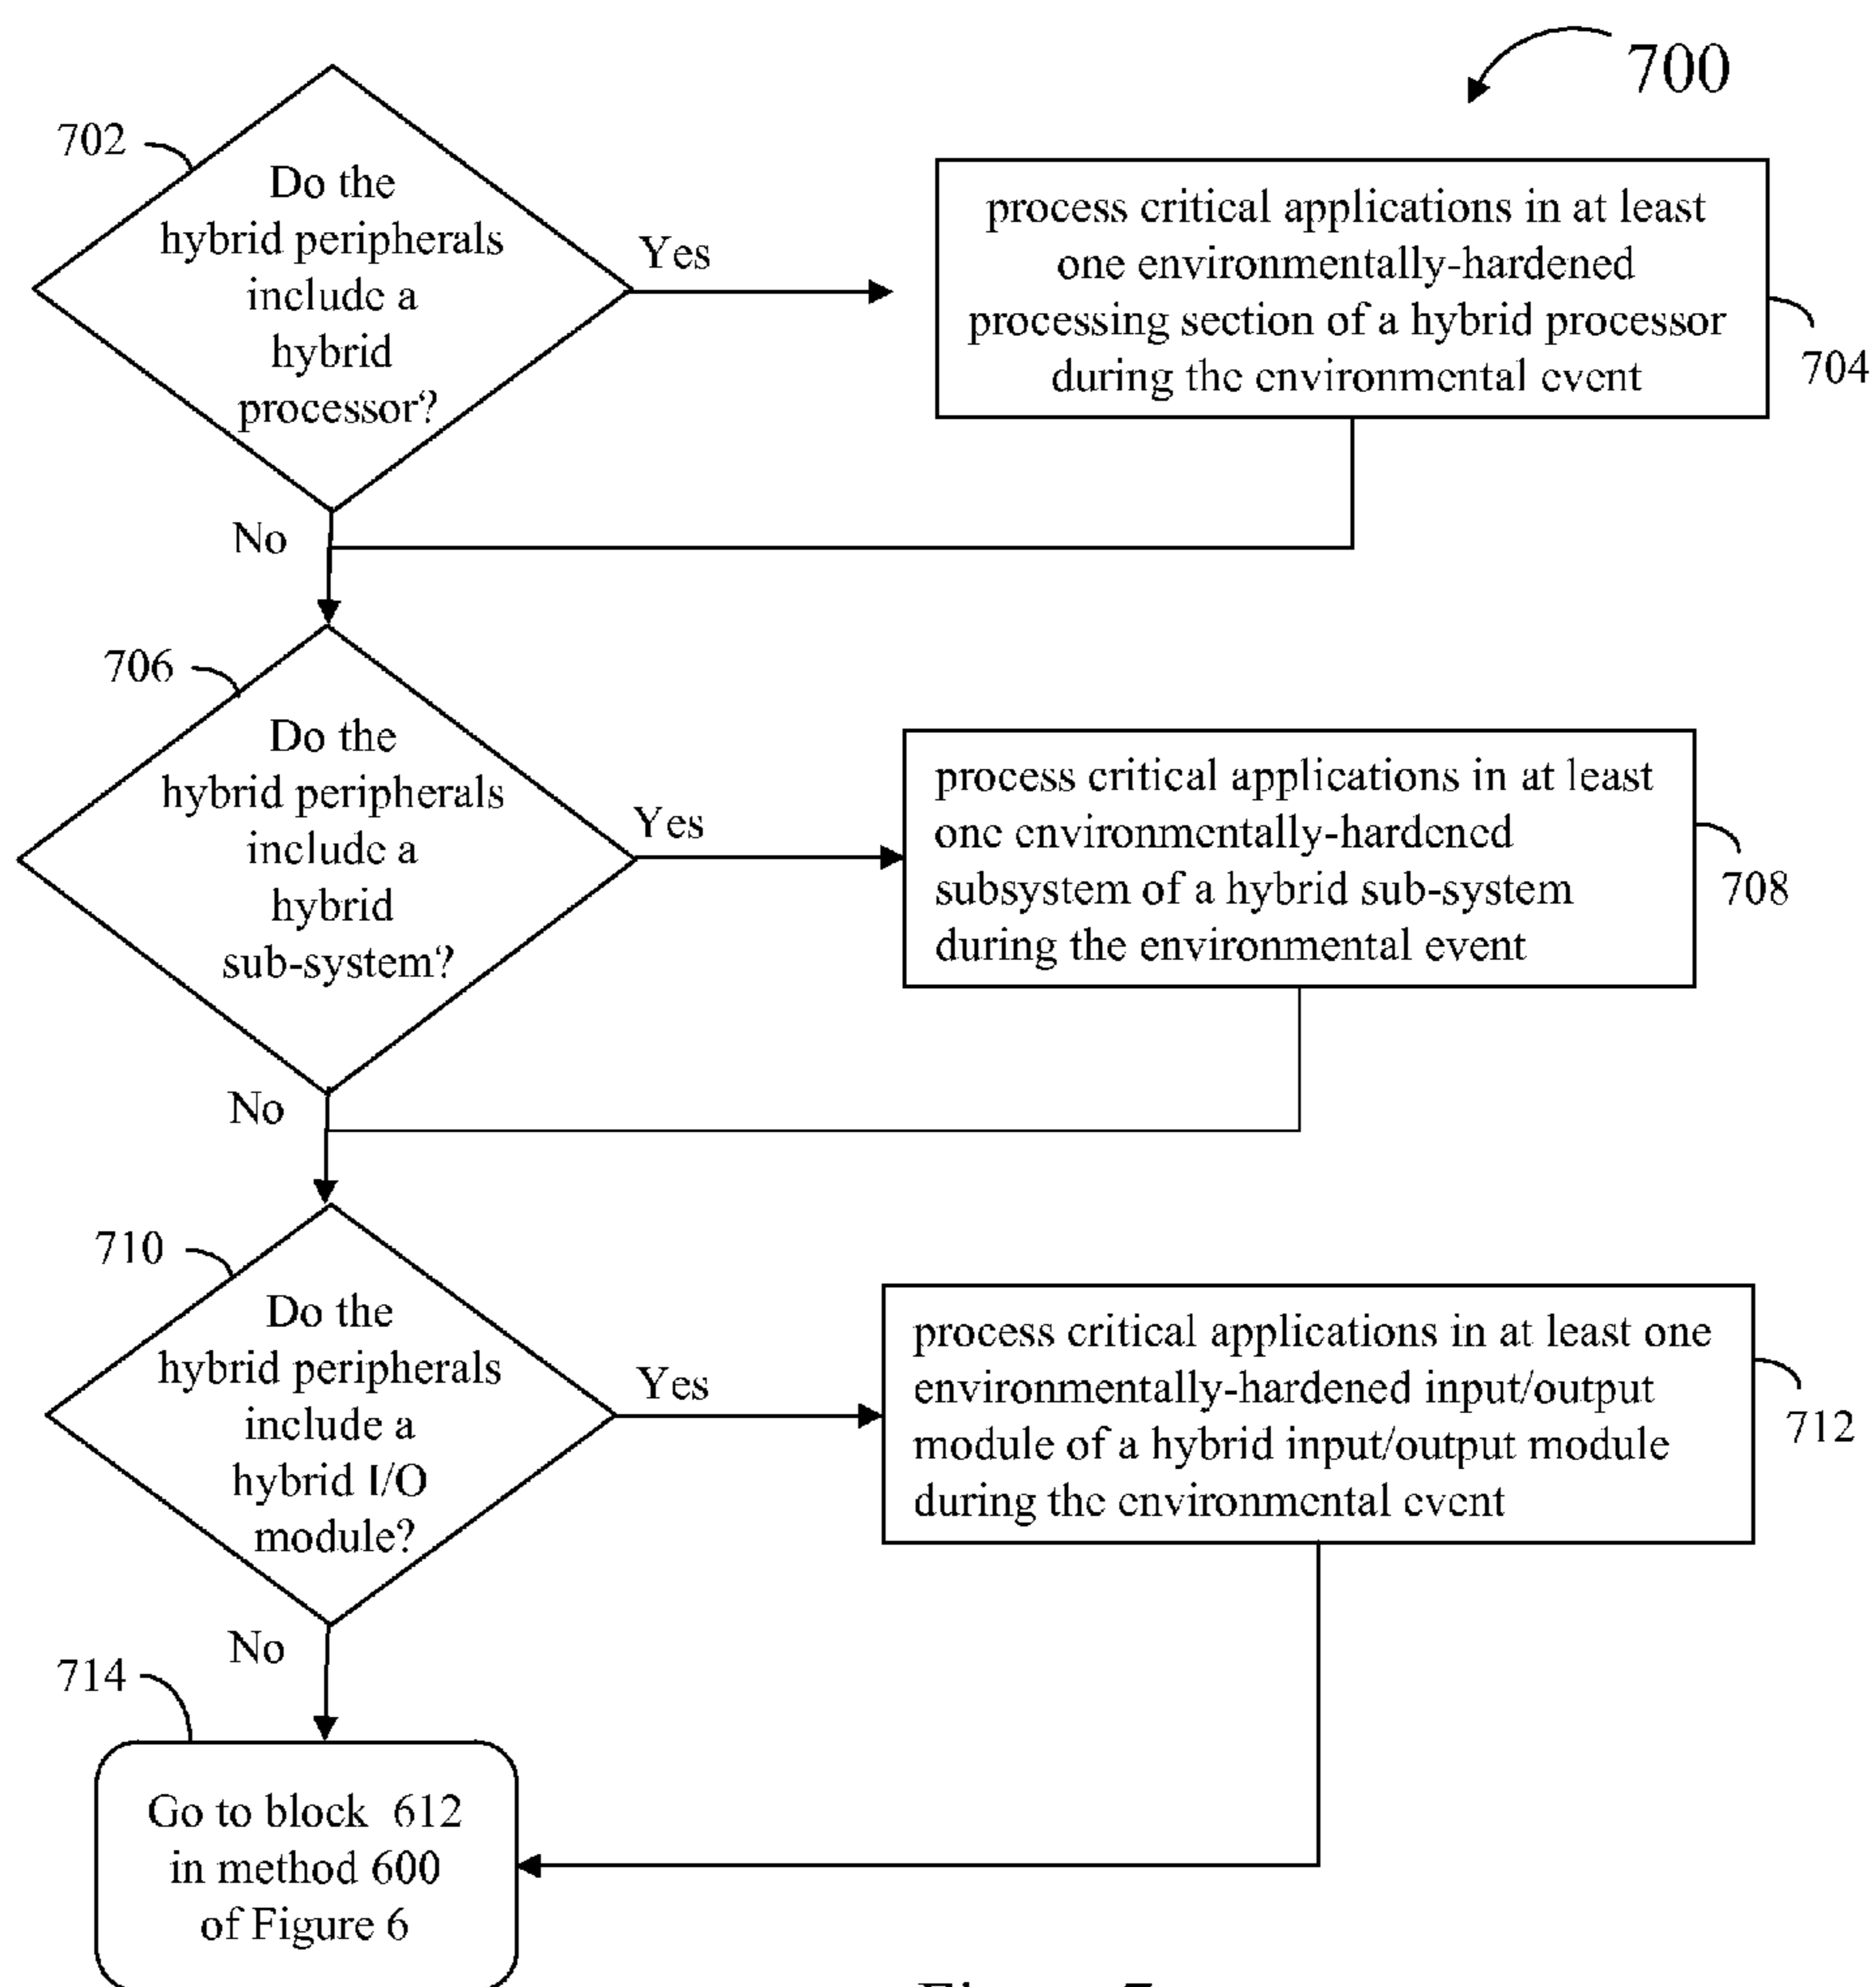 700
702
Do the
hybrid peripherals
include a
hybrid
processor?
Yes
process critical applications in at least
one environmentally-hardened
processing section of a hybrid processor
during the environmental event
704
No
706
Do the
hybrid peripherals
include a
hybrid
sub-system?
Yes
process critical applications in at least
one environmentally-hardened
subsystem of a hybrid sub-system
during the environmental event
708
No
710
Do the
hybrid peripherals
include a
hybrid I/O
module?
Yes
process critical applications in at least one
environmentally-hardened input/output
module of a hybrid input/output module
during the environmental event
712
No
714
Go to block 612
in method 600
of Figure 6